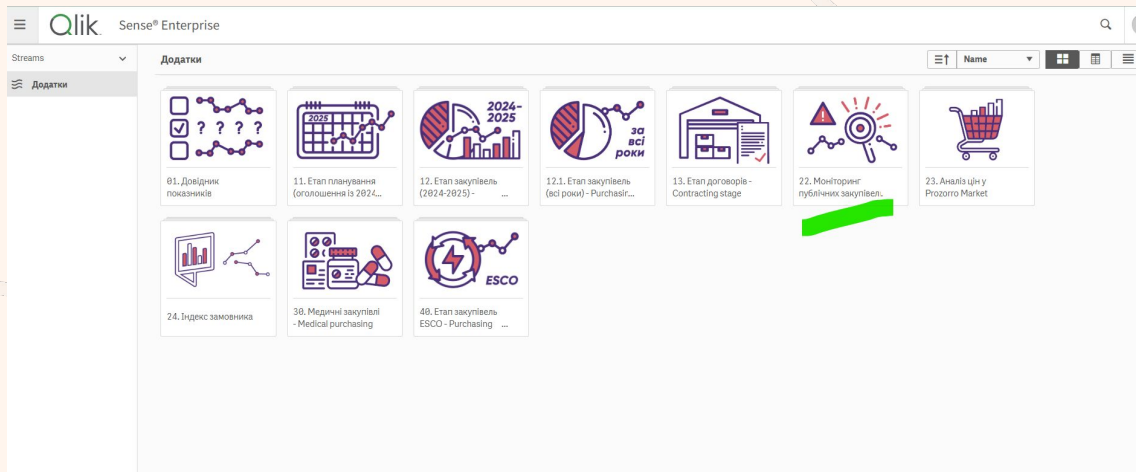 Qlik Sense® Enterprise
Streams
Додатки
Додатки
Name
? ? ? ?
2025
2024-
2025
за
всі
роки
01. Довідник
показників
11. Етап планування
(оголошення із 2024...
12. Етап закупівель
(2024-2025) - ...
12.1. Етап закупівель
(всі роки) - Purchasir...
13. Етап договорів -
Contracting stage
22. Моніторинг
публічних закупівел.
23. Аналіз цін у
Prozorro Market
ESCO
24. Індекс замовника
30. Медичні закупівлі
- Medical purchasing
40. Етап закупівель
ESCO - Purchasing ...